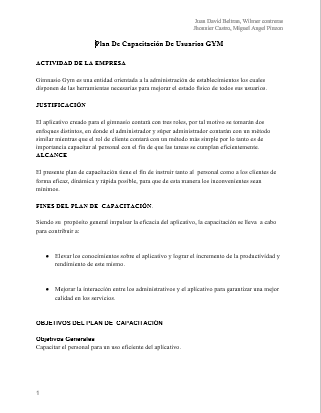 Juan David Beltran, Wilmer contreras
Jhonnier Castro, Miguel Angel Pinzon
Plan De Capacitación De Usuarios GYM
ACTIVIDAD DE LA EMPRESA
Gimnasio Gym es una entidad orientada a la administración de establecimientos los cuales
disponen de las herramientas necesarias para mejorar el estado físico de todos sus usuarios.
JUSTIFICACIÓN
El aplicativo creado para el gimnasio contará con tres roles, por tal motivo se tomarán dos
enfoques distintos, en donde el administrador y súper administrador contarán con un método
similar mientras que el rol de cliente contará con un método más simple por lo tanto es de
importancia capacitar al personal con el fin de que las tareas se cumplan eficientemente.
ALCANCE
El presente plan de capacitación tiene el fin de instruir tanto al personal como a los clientes de
forma eficaz, dinámica y rápida posible, para que de esta manera los inconvenientes sean
mínimos.
FINES DEL PLAN DE CAPACITACIÓN.
Siendo su propósito general impulsar la eficacia del aplicativo, la capacitación se lleva a cabo
para contribuir a:
● Elevar los conocimientos sobre el aplicativo y lograr el incremento de la productividad y
rendimiento de este mismo.
● Mejorar la interacción entre los administrativos y el aplicativo para garantizar una mejor
calidad en los servicios.
OBJETIVOS DEL PLAN DE CAPACITACIÓN
Objetivos Generales
Capacitar el personal para un uso eficiente del aplicativo.
1